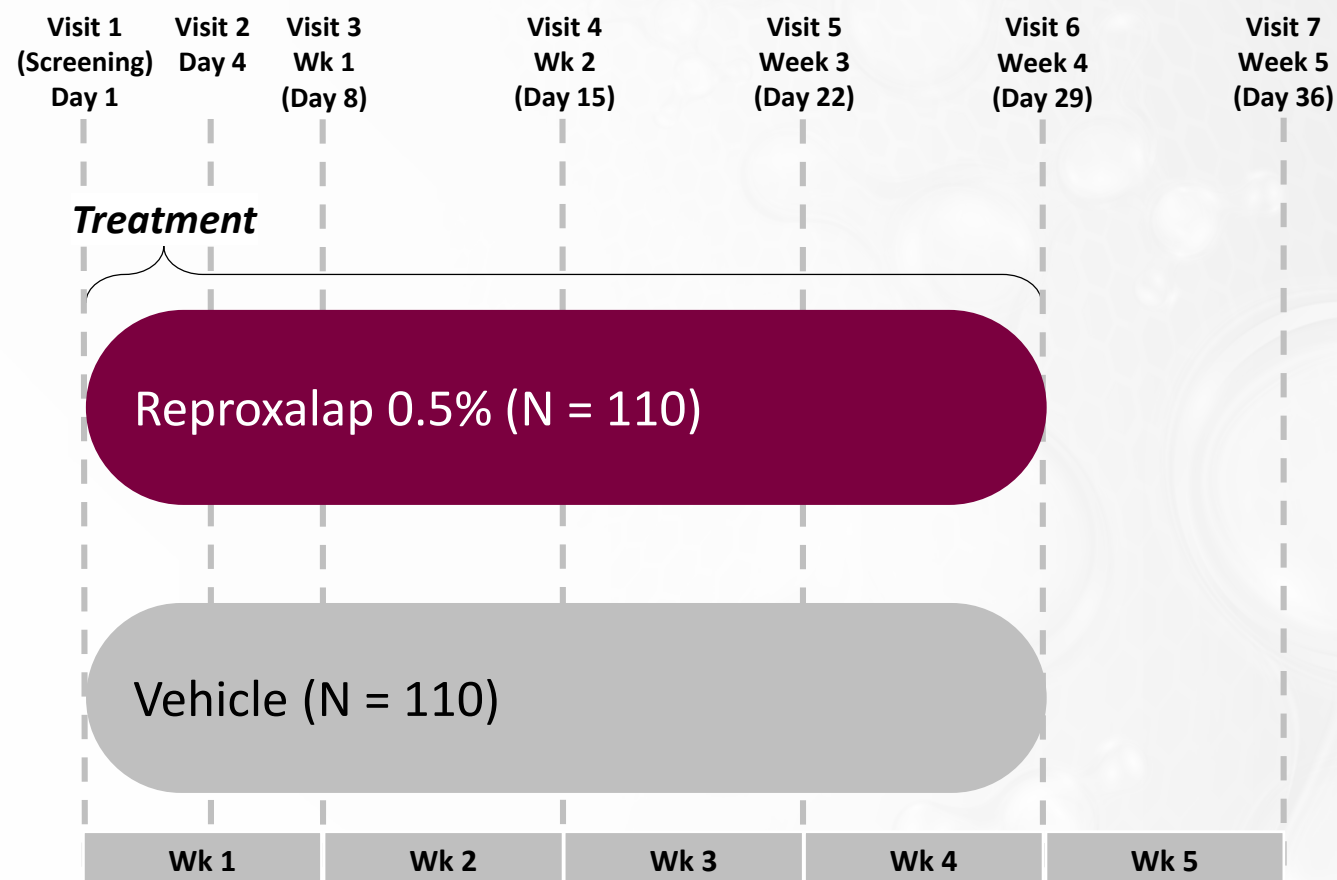 Visit 1
(Screening)
Day 1
Visit 2
Day 4
Visit 3
Wk 1
(Day 8)
Visit 4
Wk 2
(Day 15)
Visit 5
Week 3
(Day 22)
Visit 6
Week 4
(Day 29)
Visit 7
Week 5
(Day 36)
Treatment
Reproxalap 0.5% (N = 110)
Vehicle (N = 110)
Wk 1
Wk 2
Wk 3
Wk 4
Wk 5